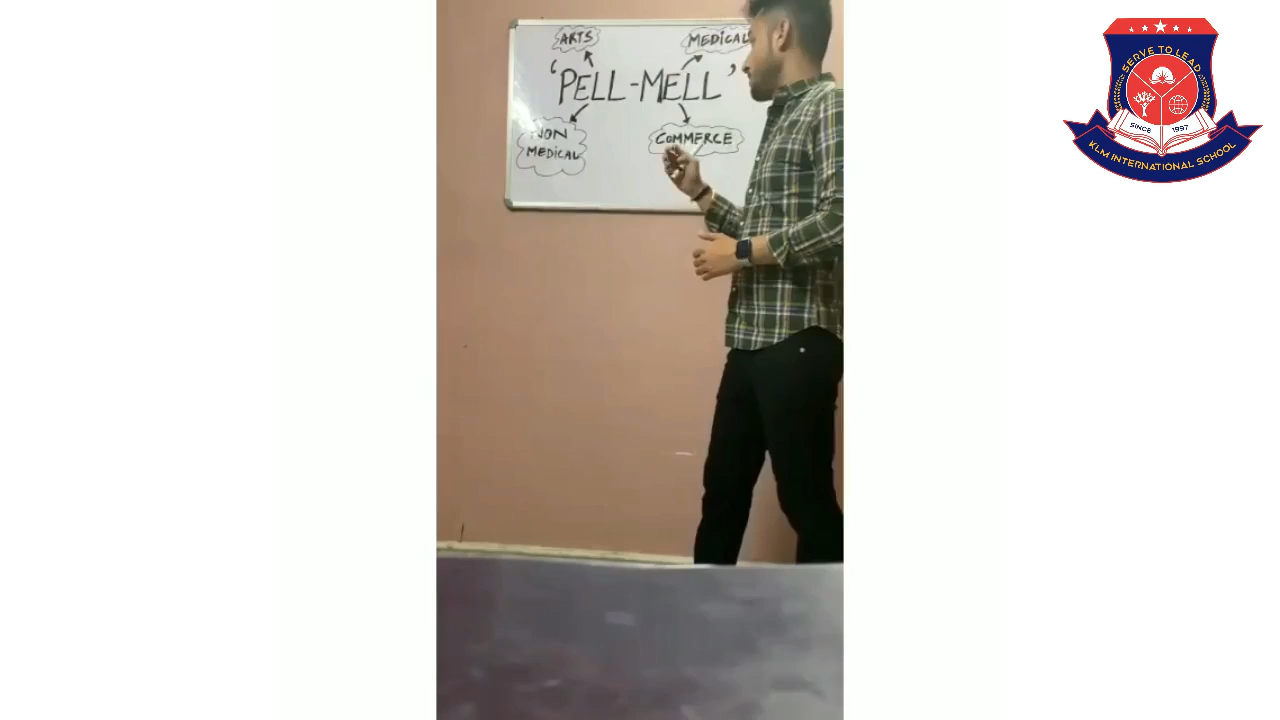 ARTS
MEDICAL
'PELL-MELL'
NON
MEDICAL
COMMERCE
SERVE TO LEAD
SINCE 1997
KLM INTERNATIONAL SCHOOL